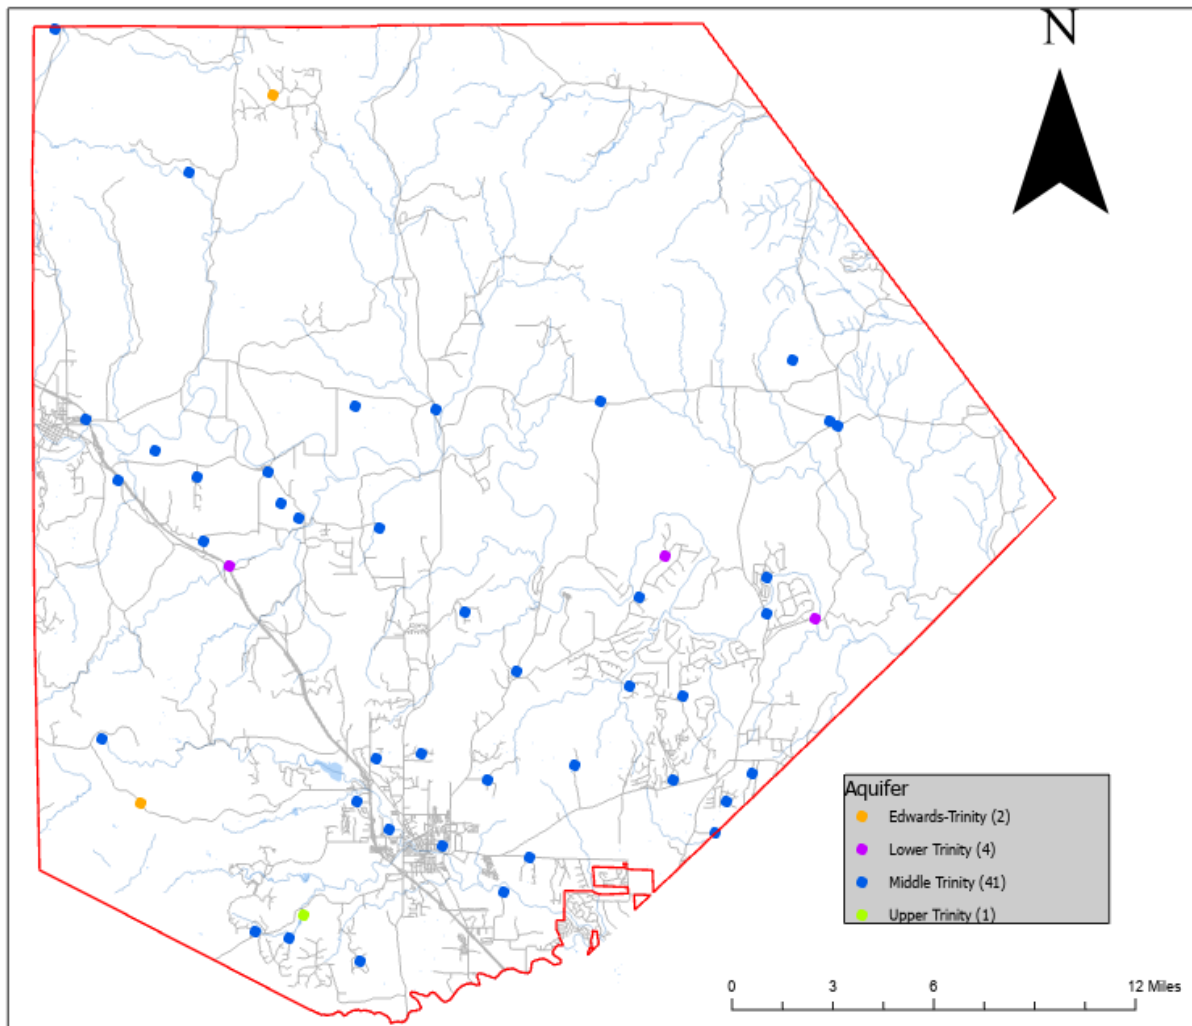 N
Aquifer
Edwards-Trinity (2)
Lower Trinity (4)
Middle Trinity (41)
Upper Trinity (1)
0 3 6 12 Miles